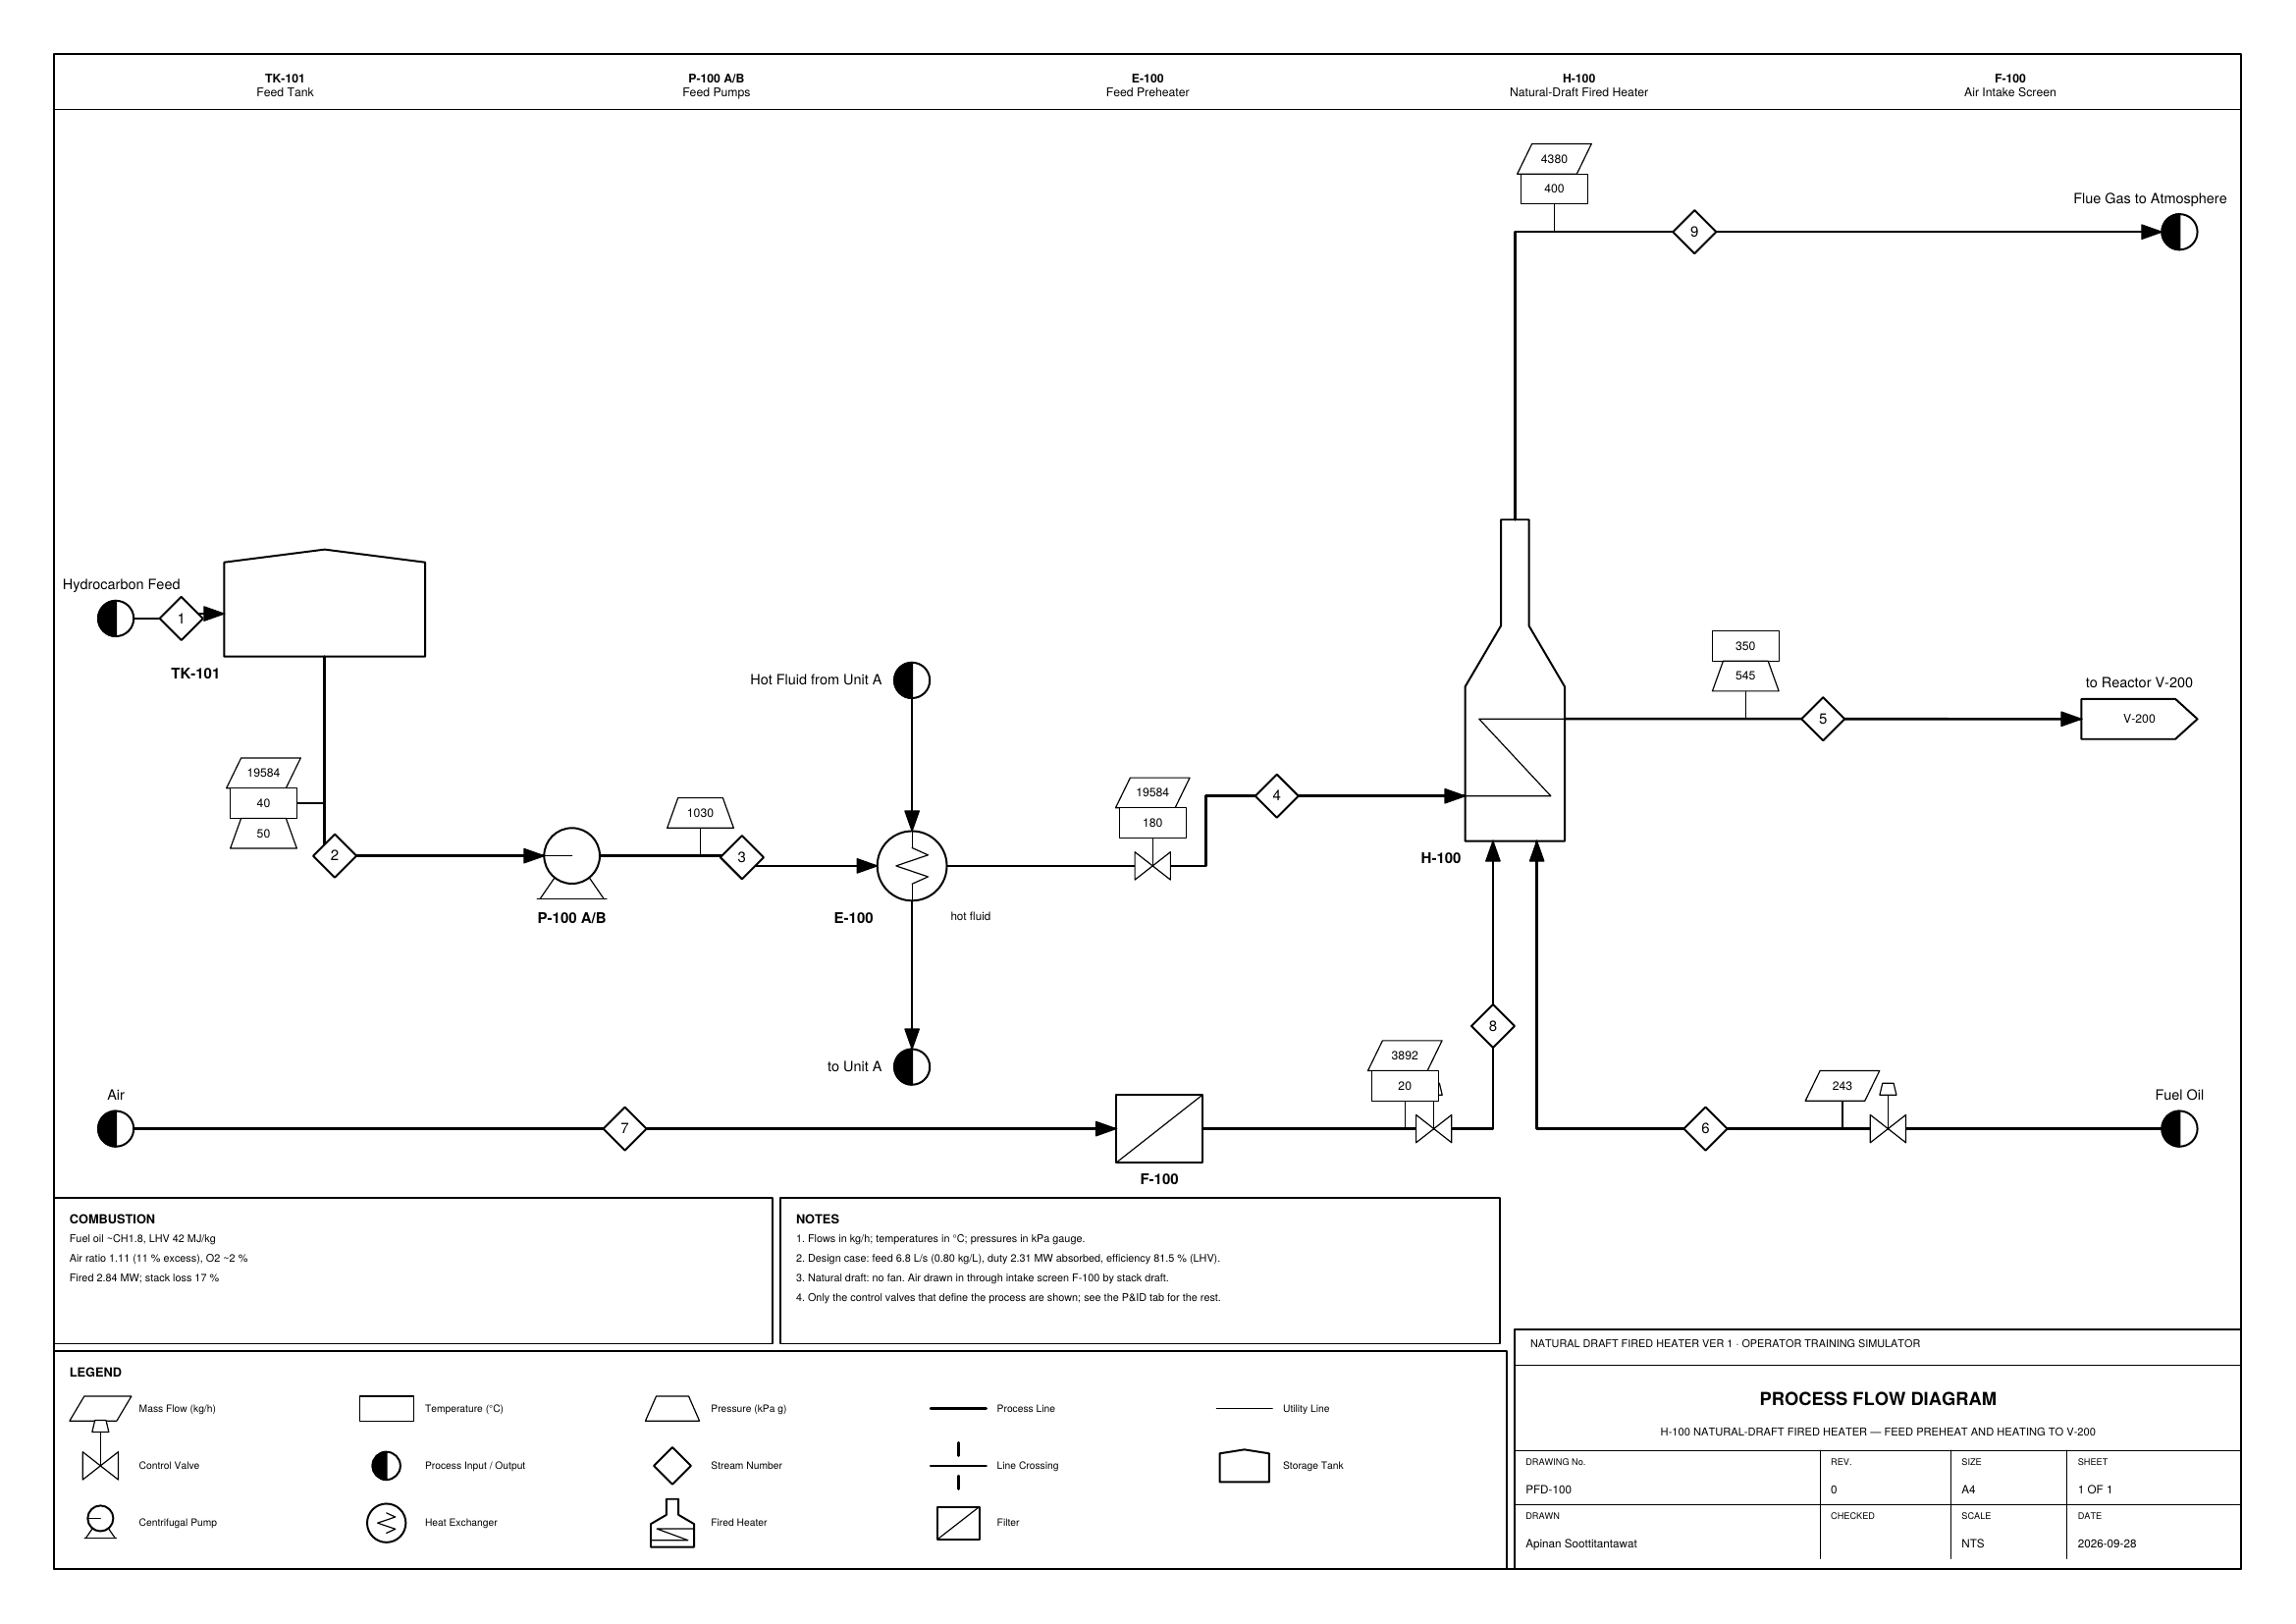 TK-101
Feed Tank
P-100 A/B
Feed Pumps
E-100
Feed Preheater
H-100
Natural-Draft Fired Heater
F-100
Air Intake Screen
4380
400
9
Flue Gas to Atmosphere
Hydrocarbon Feed
1
TK-101
Hot Fluid from Unit A
350
545
5
to Reactor V-200
V-200
19584
40
50
2
P-100 A/B
1030
3
E-100
hot fluid
19584
180
4
H-100
8
to Unit A
Air
7
F-100
3892
20
6
243
Fuel Oil
COMBUSTION
Fuel oil ~CH1.8, LHV 42 MJ/kg
Air ratio 1.11 (11 % excess), O2 ~2 %
Fired 2.84 MW; stack loss 17 %
NOTES
1. Flows in kg/h; temperatures in °C; pressures in kPa gauge.
2. Design case: feed 6.8 L/s (0.80 kg/L), duty 2.31 MW absorbed, efficiency 81.5 % (LHV).
3. Natural draft: no fan. Air drawn in through intake screen F-100 by stack draft.
4. Only the control valves that define the process are shown; see the P&ID tab for the rest.
LEGEND
Mass Flow (kg/h)
Temperature (°C)
Pressure (kPa g)
Process Line
Utility Line
Control Valve
Process Input / Output
Stream Number
Line Crossing
Storage Tank
Centrifugal Pump
Heat Exchanger
Fired Heater
Filter
NATURAL DRAFT FIRED HEATER VER 1 · OPERATOR TRAINING SIMULATOR
PROCESS FLOW DIAGRAM
H-100 NATURAL-DRAFT FIRED HEATER — FEED PREHEAT AND HEATING TO V-200
DRAWING No.
PFD-100
REV.
0
SIZE
A4
SHEET
1 OF 1
DRAWN
Apinan Soottitantawat
CHECKED
SCALE
NTS
DATE
2026-09-28